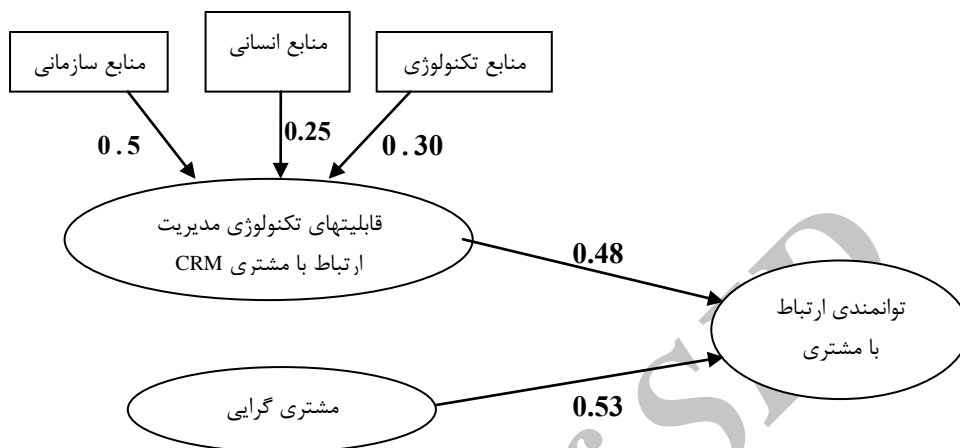 منابع تکنولوژی
منابع انسانی
منابع سازمانی
0.5
0.25
0.30
قابلیتهای تکنولوژی مدیریت
ارتباط با مشتری CRM
0.48
توانمندی ارتباط
با مشتری
مشتری گرایی
0.53
SID